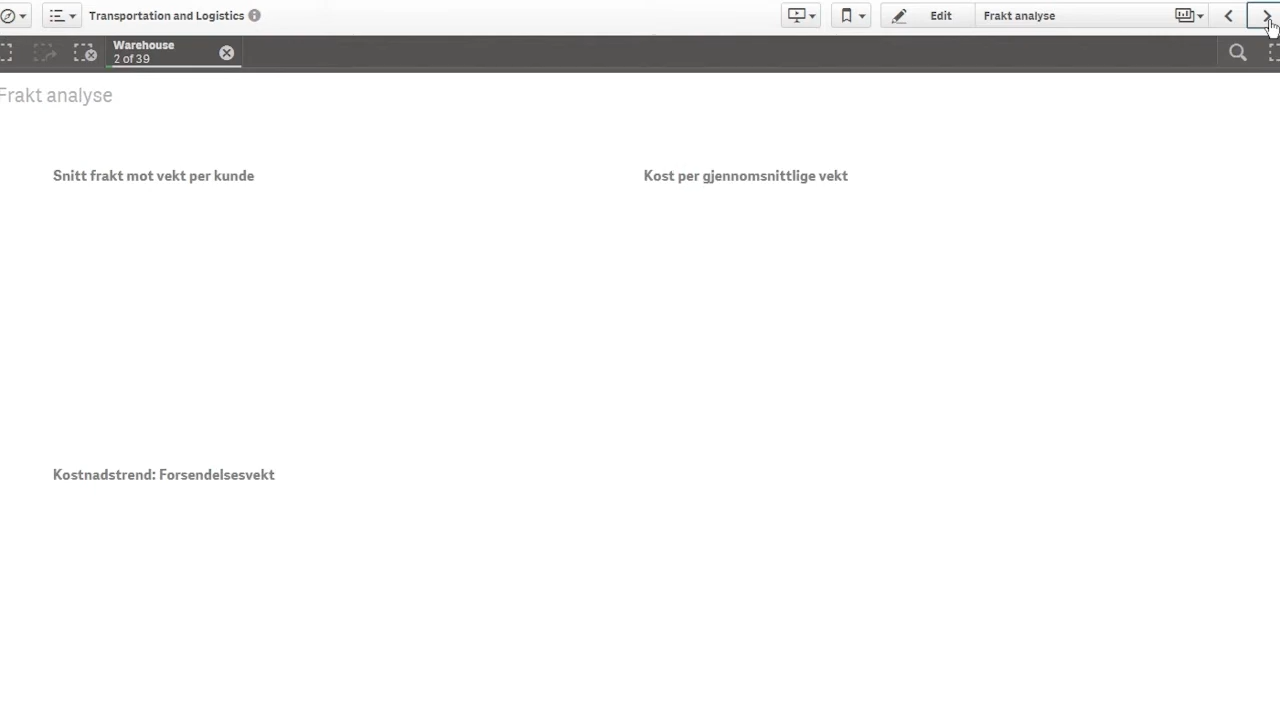 Transportation and Logistics
Edit
Frakt analyse
Warehouse
2 of 39
Frakt analyse
Snitt frakt mot vekt per kunde
Kost per gjennomsnittlige vekt
Kostnadstrend: Forsendelsesvekt